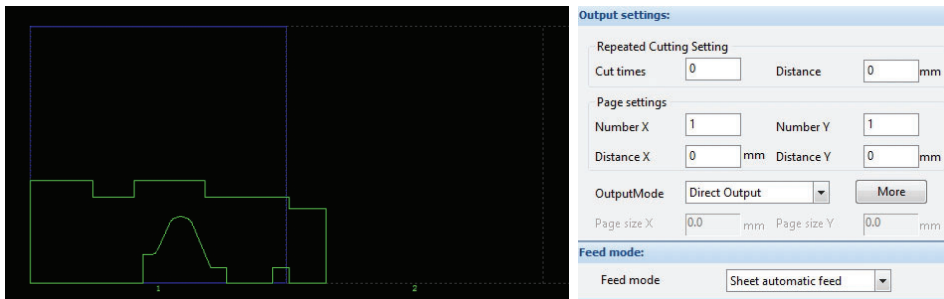 1
2
Output settings:
Repeated Cutting Setting
Cut times 0 Distance 0 mm
Page settings
Number X 1 Number Y 1
Distance X 0 mm Distance Y 0 mm
OutputMode Direct Output More
Page size X 0.0 mm Page size Y 0.0 mm
Feed mode:
Feed mode Sheet automatic feed